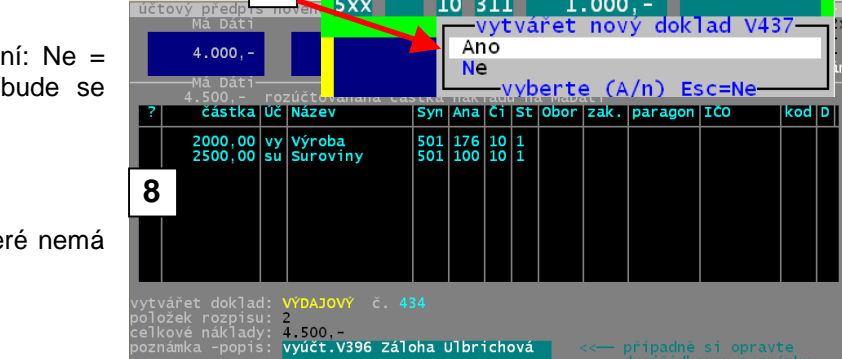 účtový předpis nového
5xx 10 311 1.000,-
Má Dáti
vytvářet nový doklad V437
Ano
Ne
vyberte (A/n) Esc=Ne
4.000,-
ní: Ne =
bude se
Má Dáti
4.500,- rozúčtovánaná částka nákladů na MáDáti
? částka Úč Název Syn Ana Či St Obor zak. paragon IČO kod D
2000,00 vy Výroba 501 176 10 1
2500,00 su Suroviny 501 100 10 1
8
eré nemá
vytvářet doklad: VÝDAJOVÝ č. 434
položek rozpisu: 2
celkové náklady: 4.500,-
poznámka -popis: vyúčt.V396 Záloha Ulbrichová <<── případně si opravte